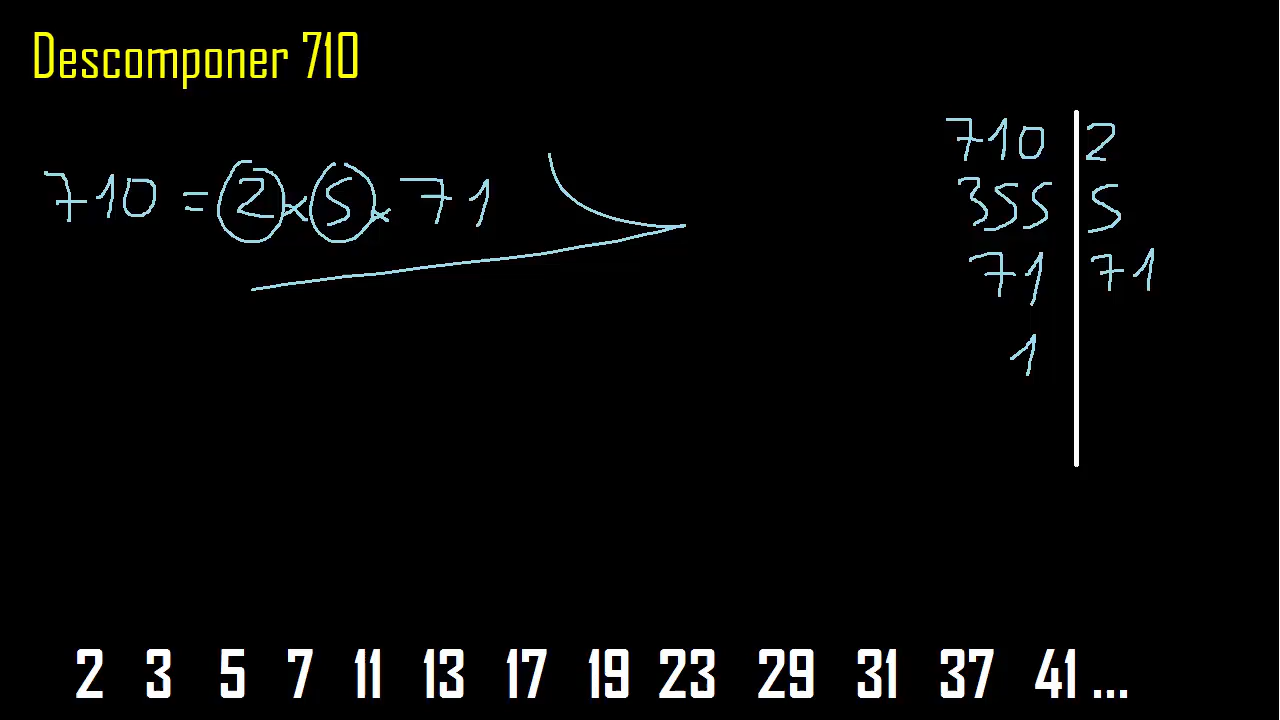 Descomponer 710
710 = 2 x 5 x 71
710 | 2
355 | 5
71 | 71
1 |
2 3 5 7 11 13 17 19 23 29 31 37 41 ...